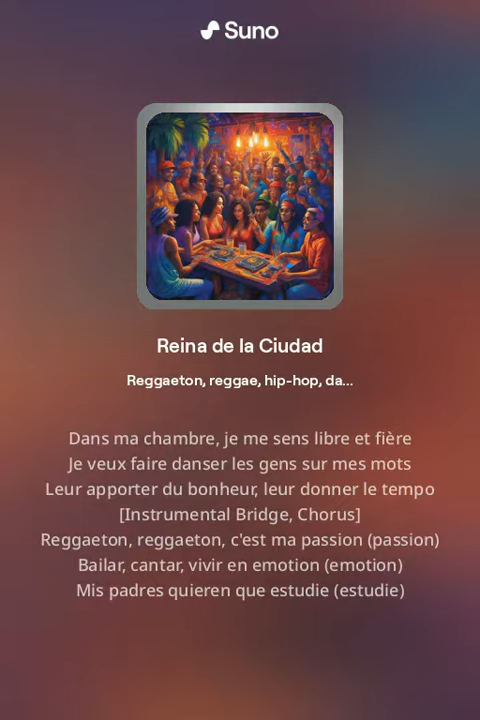 Suno
Reina de la Ciudad
Reggaeton, reggae, hip-hop, da...
Dans ma chambre, je me sens libre et fière
Je veux faire danser les gens sur mes mots
Leur apporter du bonheur, leur donner le tempo
[Instrumental Bridge, Chorus]
Reggaeton, reggaeton, c'est ma passion (passion)
Bailar, cantar, vivir en emotion (emotion)
Mis padres quieren que estudie (estudie)